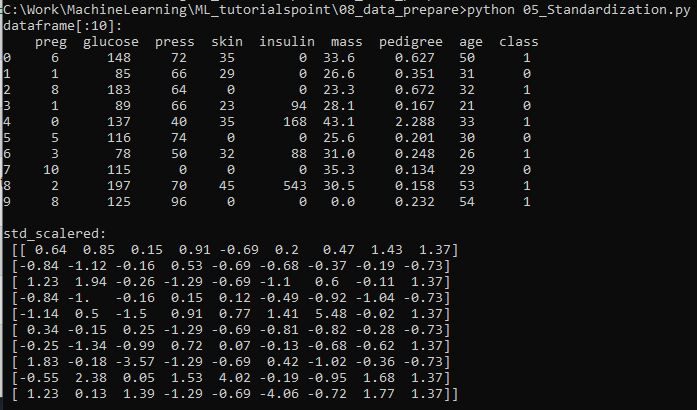 C:\Work\MachineLearning\ML_tutorialspoint\08_data_prepare>python 05_Standardization.py
dataframe[:10]:
   preg  glucose  press  skin  insulin  mass  pedigree  age  class
0     6      148     72    35        0  33.6     0.627   50      1
1     1       85     66    29        0  26.6     0.351   31      0
2     8      183     64     0        0  23.3     0.672   32      1
3     1       89     66    23       94  28.1     0.167   21      0
4     0      137     40    35      168  43.1     2.288   33      1
5     5      116     74     0        0  25.6     0.201   30      0
6     3       78     50    32       88  31.0     0.248   26      1
7    10      115      0     0        0  35.3     0.134   29      0
8     2      197     70    45      543  30.5     0.158   53      1
9     8      125     96     0        0   0.0     0.232   54      1
std_scalered:
 [[ 0.64  0.85  0.15  0.91 -0.69  0.2   0.47  1.43  1.37]
 [-0.84 -1.12 -0.16  0.53 -0.69 -0.68 -0.37 -0.19 -0.73]
 [ 1.23  1.94 -0.26 -1.29 -0.69 -1.1   0.6  -0.11  1.37]
 [-0.84 -1.   -0.16  0.15  0.12 -0.49 -0.92 -1.04 -0.73]
 [-1.14  0.5  -1.5   0.91  0.77  1.41  5.48 -0.02  1.37]
 [ 0.34 -0.15  0.25 -1.29 -0.69 -0.81 -0.82 -0.28 -0.73]
 [-0.25 -1.34 -0.99  0.72  0.07 -0.13 -0.68 -0.62  1.37]
 [ 1.83 -0.18 -3.57 -1.29 -0.69  0.42 -1.02 -0.36 -0.73]
 [-0.55  2.38  0.05  1.53  4.02 -0.19 -0.95  1.68  1.37]
 [ 1.23  0.13  1.39 -1.29 -0.69 -4.06 -0.72  1.77  1.37]]